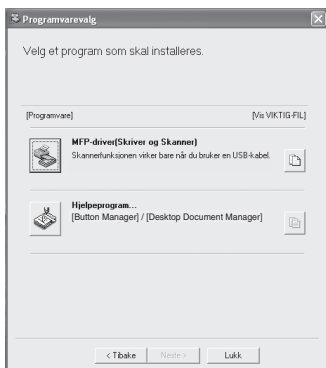 Programvarevalg
Velg et program som skal installeres.
[Programvare] [Vis VIKTIG-FIL]
MFP-driver(Skriver og Skanner)
Skannerfunksjonen virker bare når du bruker en USB-kabel.
Hjelpeprogram...
[Button Manager] / [Desktop Document Manager]
< Tibake Neste > Lukk